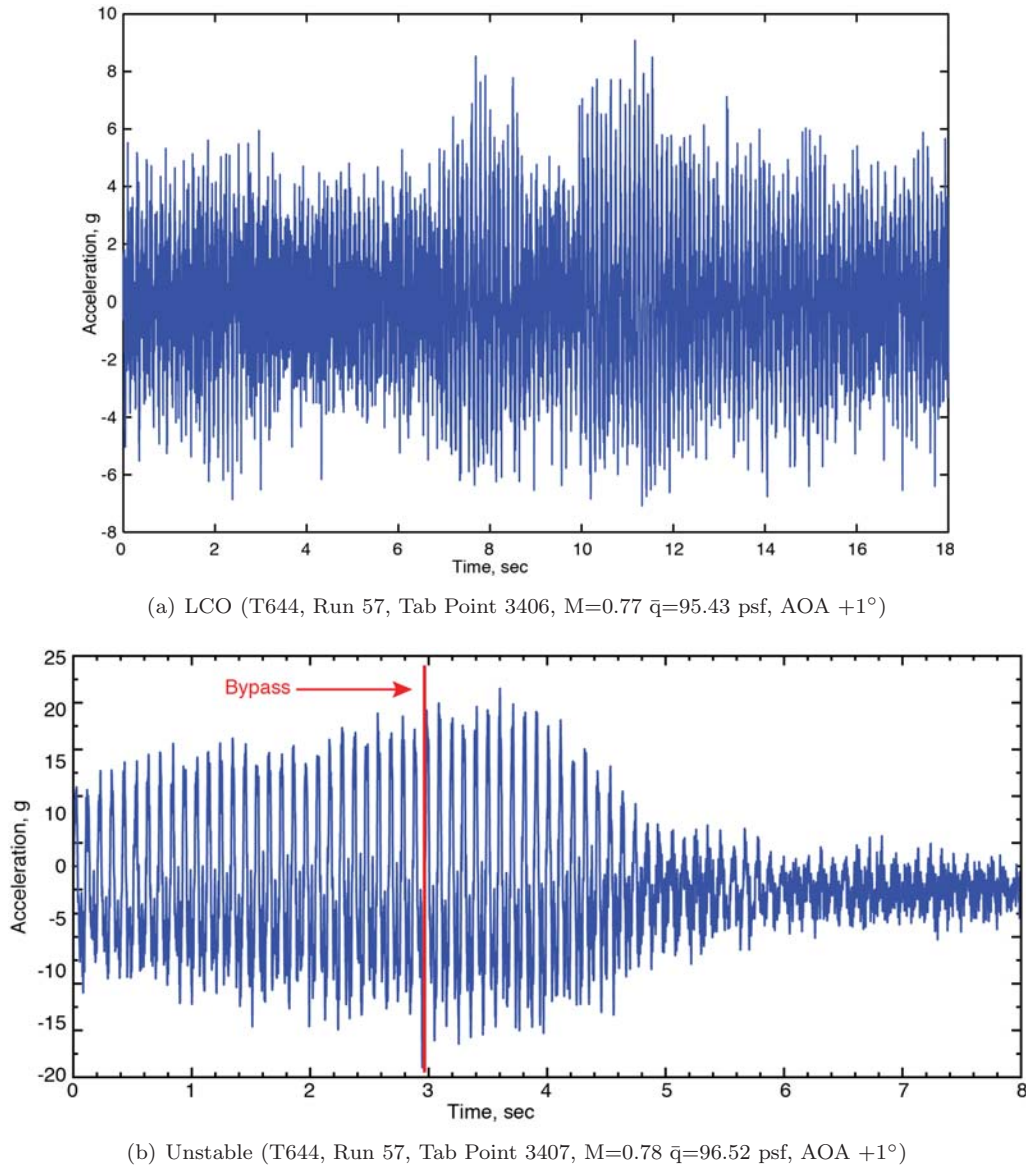 10
8
6
4
2
0
-2
-4
-6
-8
Acceleration, g
0 2 4 6 8 10 12 14 16 18
Time, sec
(a) LCO (T644, Run 57, Tab Point 3406, M=0.77 q̄=95.43 psf, AOA +1°)
25
20
15
10
5
0
-5
-10
-15
-20
Acceleration, g
Bypass
0 1 2 3 4 5 6 7 8
Time, sec
(b) Unstable (T644, Run 57, Tab Point 3407, M=0.78 q̄=96.52 psf, AOA +1°)